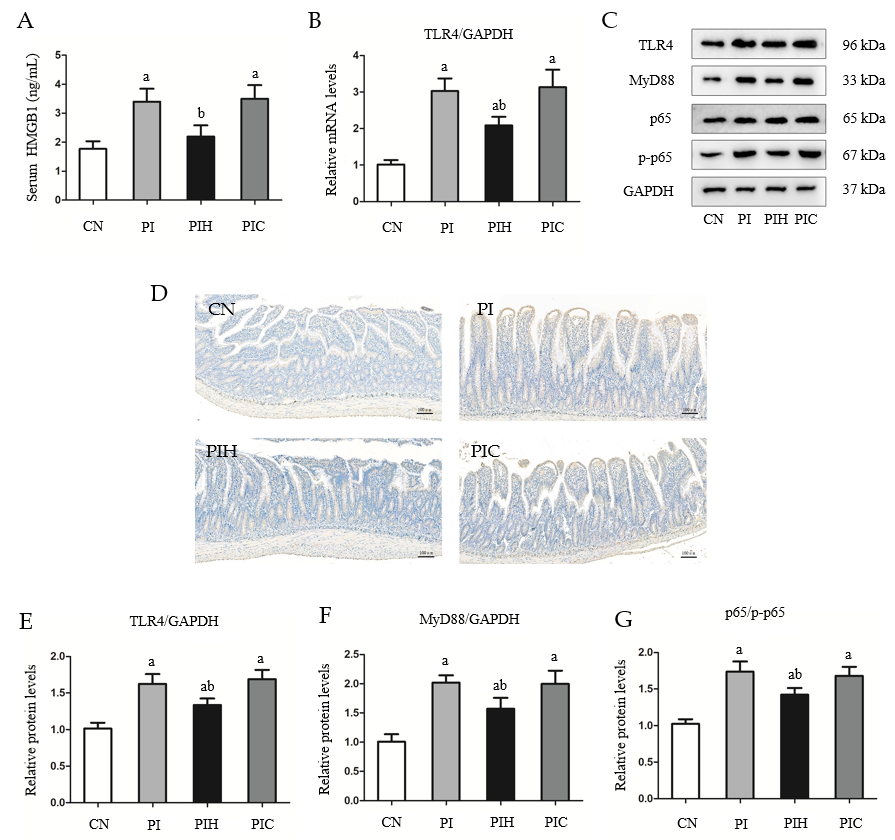 A
Serum HMGB1 (ng/mL)
5
4
3
2
1
0
a
b
a
CN PI PIH PIC
B
TLR4/GAPDH
Relative mRNA levels
4
3
2
1
0
a
ab
a
CN PI PIH PIC
C
TLR4 96 kDa
MyD88 33 kDa
p65 65 kDa
p-p65 67 kDa
GAPDH 37 kDa
CN PI PIH PIC
D
CN
PI
PIH
PIC
E
TLR4/GAPDH
Relative protein levels
2.0
1.5
1.0
0.5
0.0
a
ab
a
CN PI PIH PIC
F
MyD88/GAPDH
Relative protein levels
2.5
2.0
1.5
1.0
0.5
0.0
a
ab
a
CN PI PIH PIC
G
p65/p-p65
Relative protein levels
2.0
1.5
1.0
0.5
0.0
a
ab
a
CN PI PIH PIC